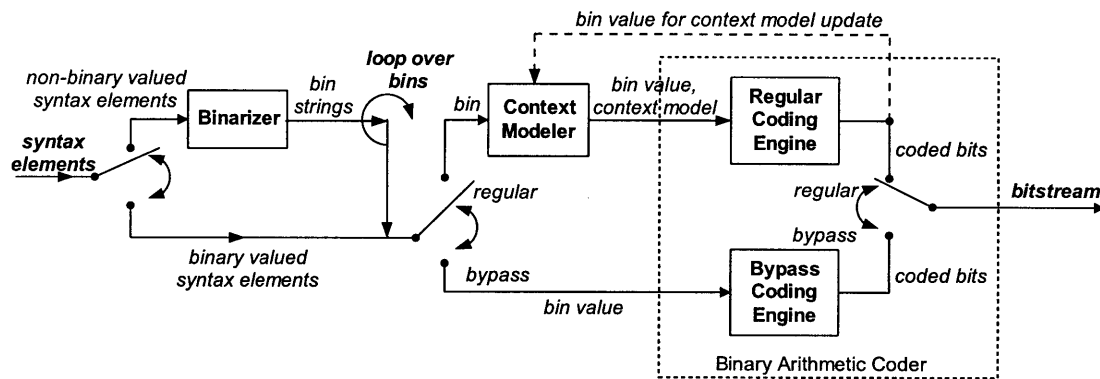 bin value for context model update
non-binary valued
syntax elements
Binarizer
bin
strings
loop over
bins
bin
Context
Modeler
bin value,
context model
Regular
Coding
Engine
coded bits
syntax
elements
regular
regular
bitstream
binary valued
syntax elements
bypass
bin value
bypass
Bypass
Coding
Engine
coded bits
Binary Arithmetic Coder